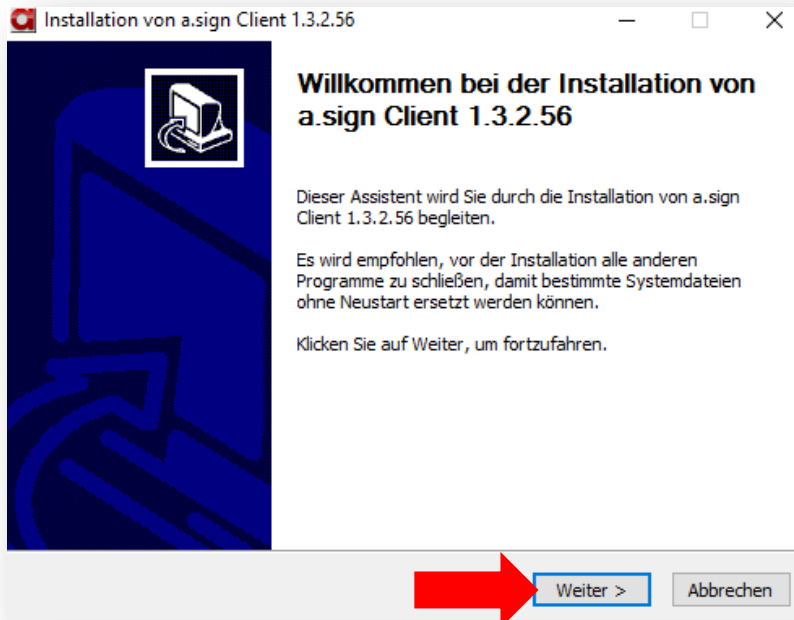 Installation von a.sign Client 1.3.2.56
Willkommen bei der Installation von
a.sign Client 1.3.2.56
Dieser Assistent wird Sie durch die Installation von a.sign
Client 1.3.2.56 begleiten.
Es wird empfohlen, vor der Installation alle anderen
Programme zu schließen, damit bestimmte Systemdateien
ohne Neustart ersetzt werden können.
Klicken Sie auf Weiter, um fortzufahren.
Weiter >
Abbrechen